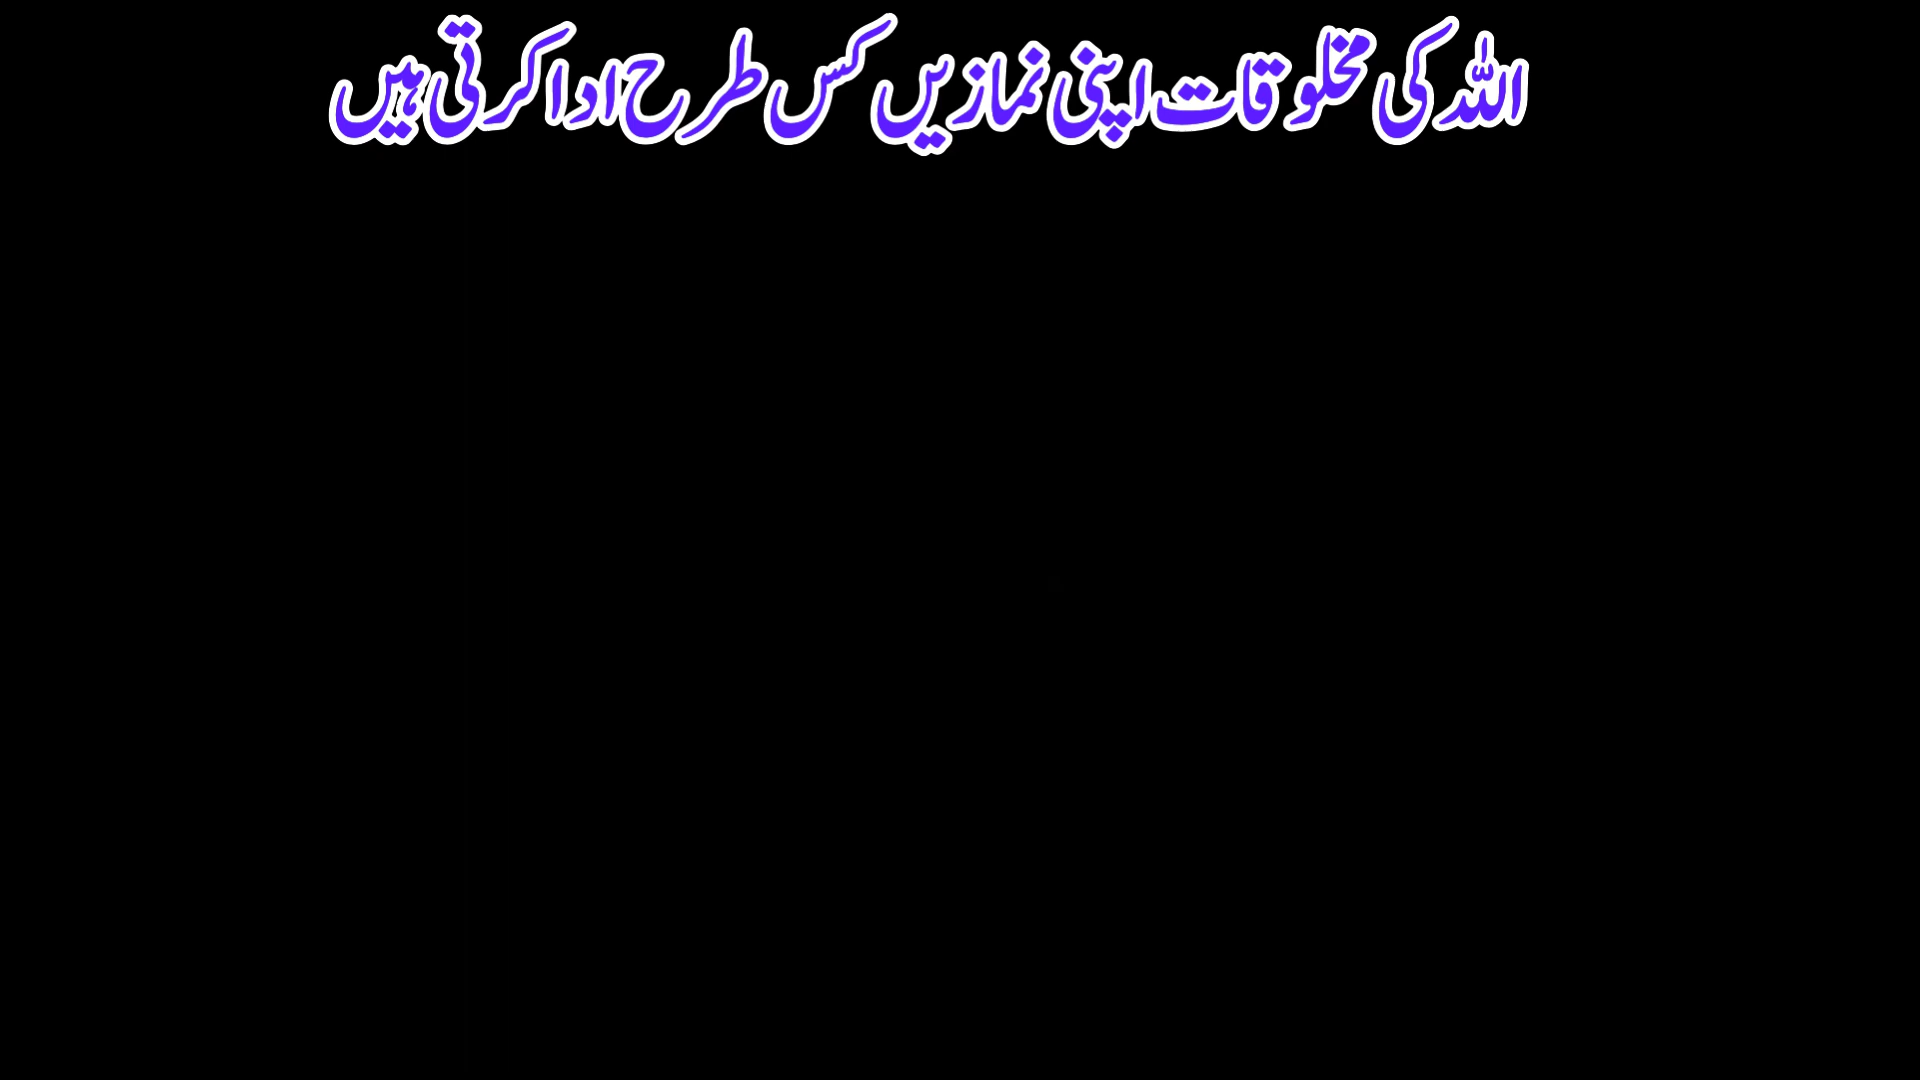 اللہ کی مخلوقات اپنی نمازیں کس طرح ادا کرتی ہیں